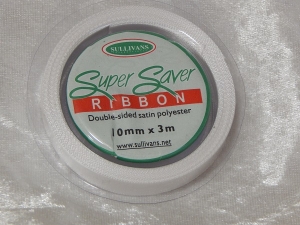 SULLIVANS
Super Saver
RIBBON
Double-sided satin polyester
10mm x 3m
www.sullivans.net